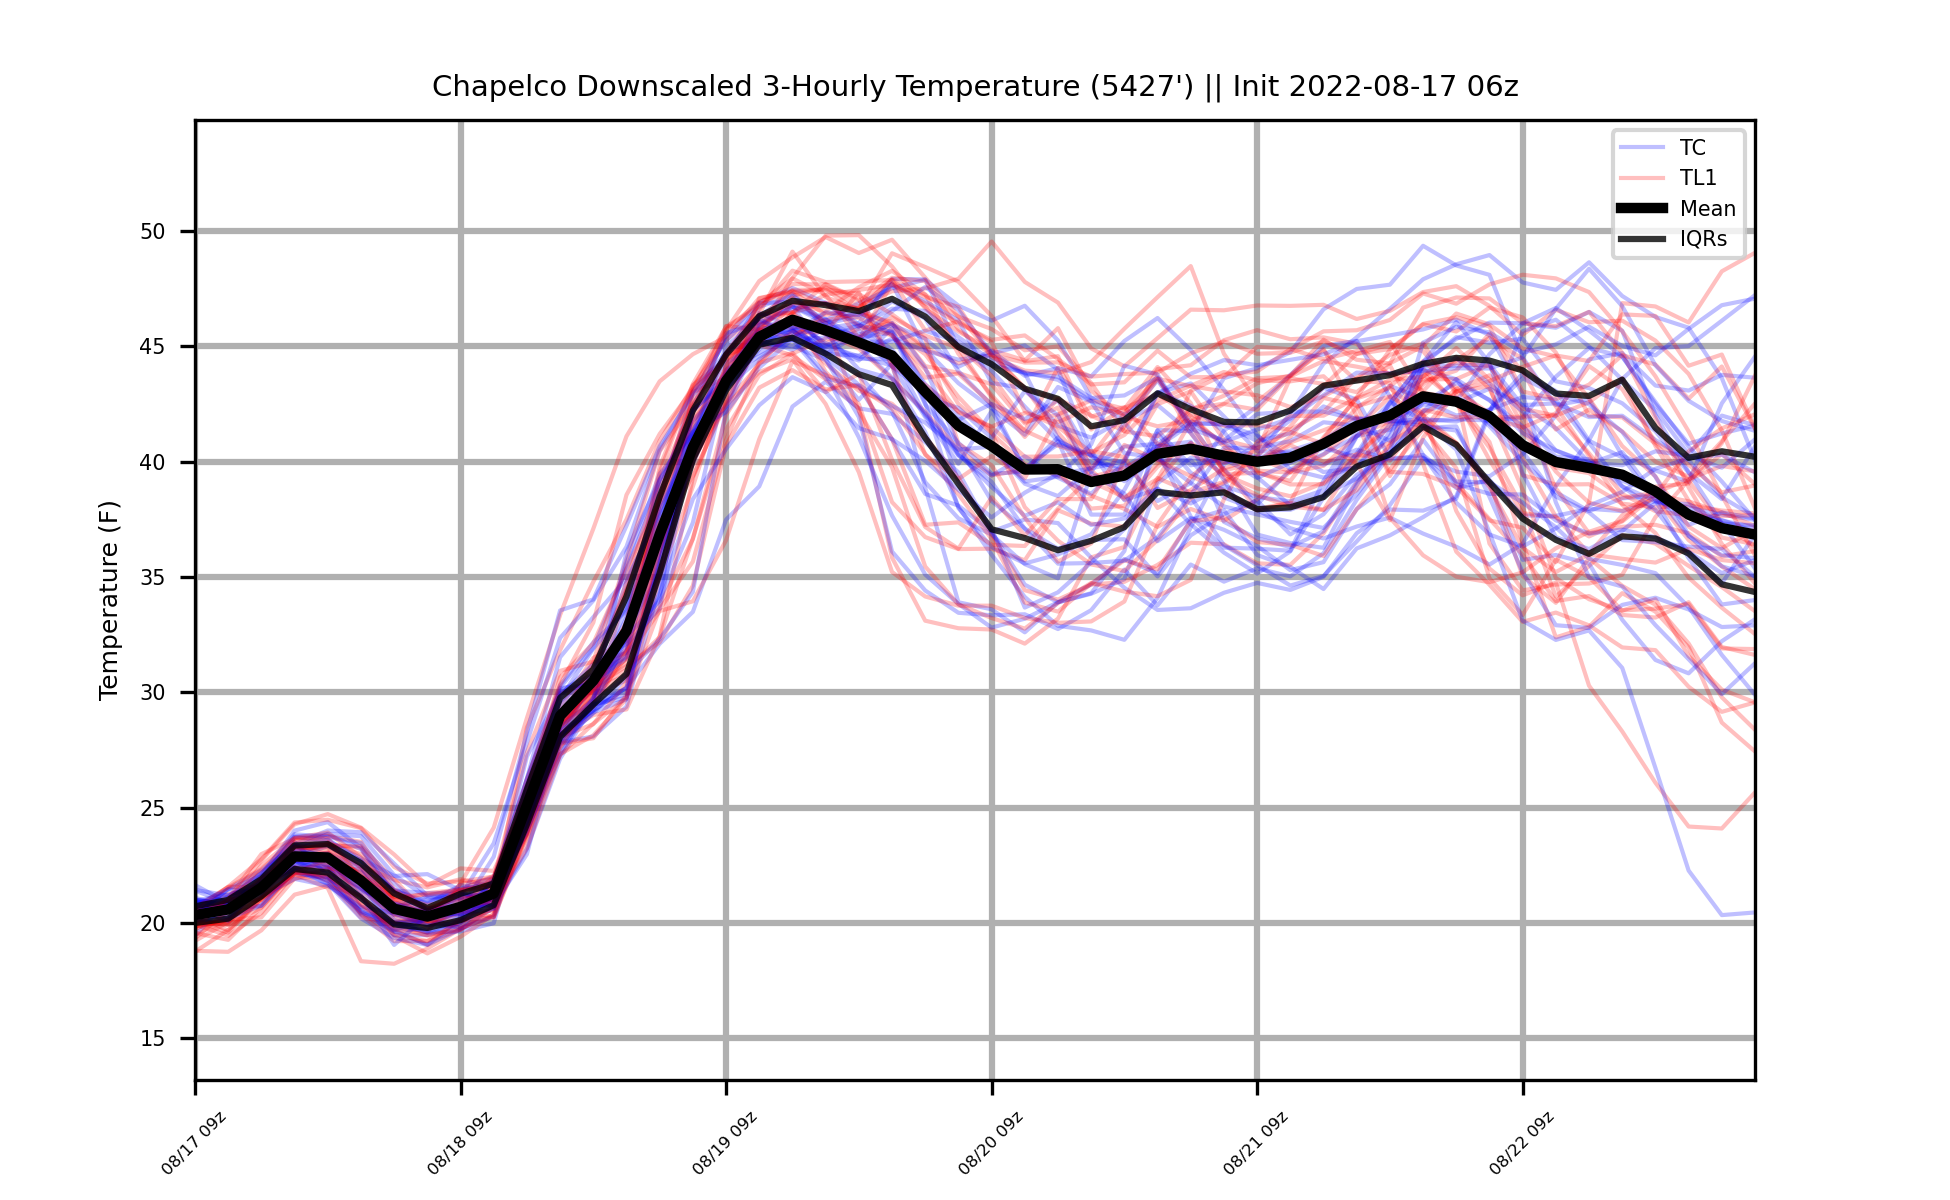 Chapelco Downscaled 3-Hourly Temperature (5427') || Init 2022-08-17 06z
TC
TL1
Mean
IQRs
Temperature (F)
50
45
40
35
30
25
20
15
08/17 09z
08/18 09z
08/19 09z
08/20 09z
08/21 09z
08/22 09z